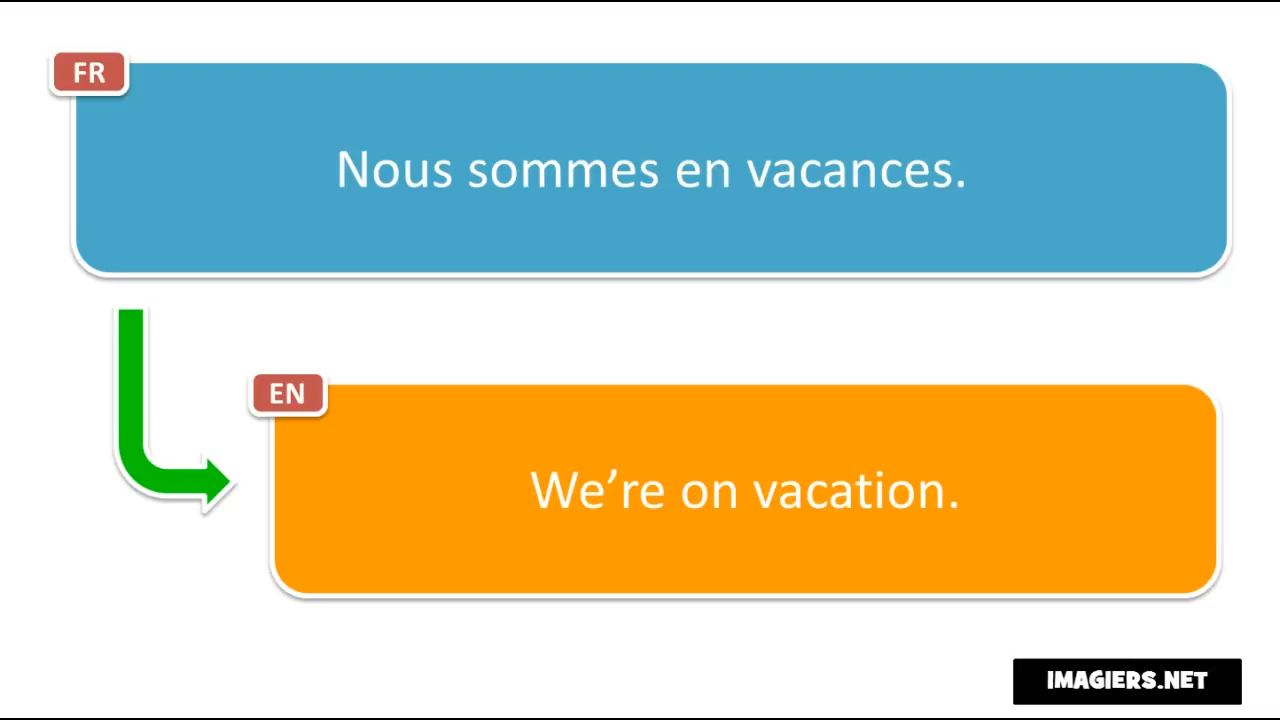 FR
Nous sommes en vacances.
EN
We’re on vacation.
IMAGIERS.NET